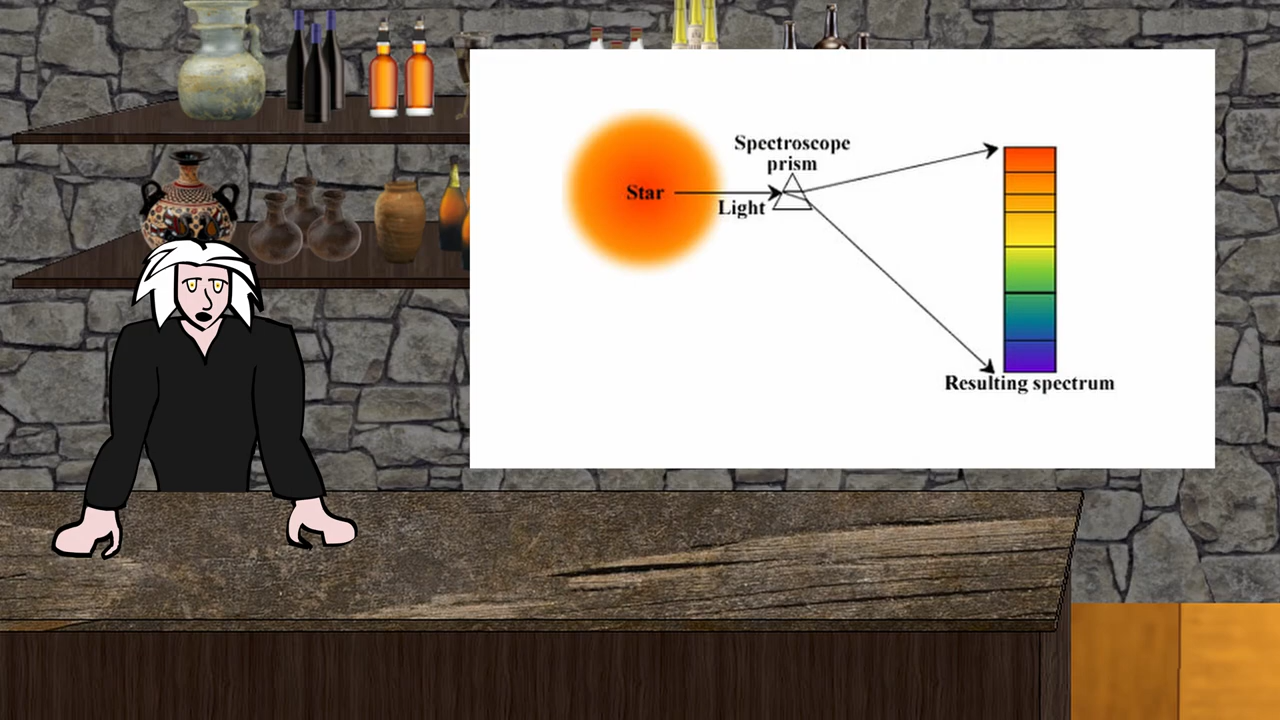 Spectroscope
prism
Star
Light
Resulting spectrum